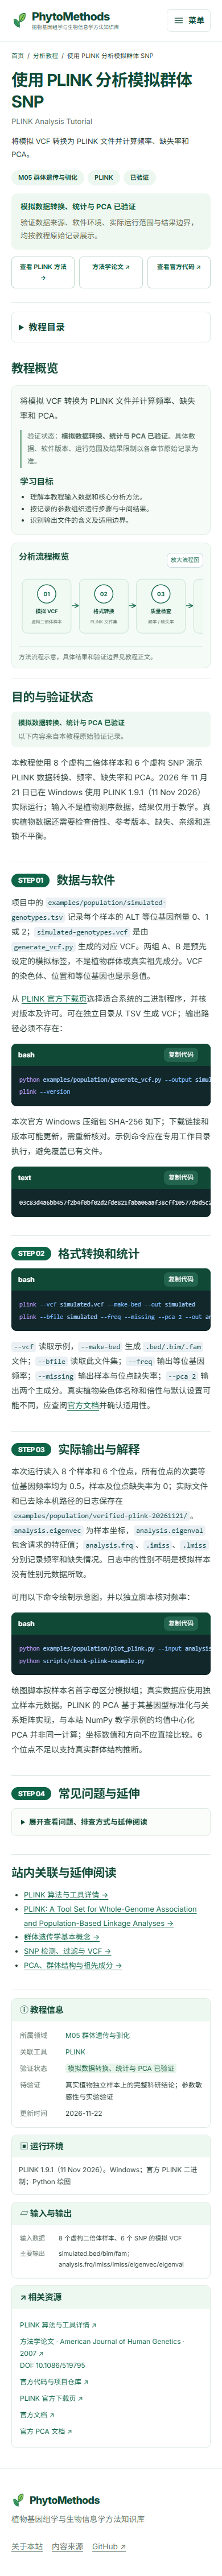 PhytoMethods
植物基因组学与生物信息学方法知识库
菜单
首页 / 分析教程 / 使用 PLINK 分析模拟群体 SNP
使用 PLINK 分析模拟群体
SNP
PLINK Analysis Tutorial
将模拟 VCF 转换为 PLINK 文件并计算频率、缺失率和
PCA。
M05 群体遗传与驯化
PLINK
已验证
模拟数据转换、统计与 PCA 已验证
验证数据来源、软件环境、实际运行范围与结果边界，
均按教程原始记录展示。
查看 PLINK 方法
→
方法学论文 ↗
查看官方代码 ↗
▶ 教程目录
教程概览
将模拟 VCF 转换为 PLINK 文件并计算频率、缺失
率和 PCA。
验证状态：模拟数据转换、统计与 PCA 已验证。具体数
据、软件版本、运行范围及结果限制以各章节原始记录为
准。
学习目标
理解本教程输入数据和核心分析方法。
按记录的参数组织运行步骤与中间结果。
识别输出文件的含义及适用边界。
分析流程概览
放大流程图
01
模拟 VCF
虚构二倍体样本
02
格式转换
PLINK 文件集
03
质量检查
频率 / 缺失率
方法流程示意，具体结果和验证边界见教程正文。
目的与验证状态
模拟数据转换、统计与 PCA 已验证
以下内容来自本教程原始验证记录。
本教程使用 8 个虚构二倍体样本和 6 个虚构 SNP 演示
PLINK 数据转换、频率、缺失率和 PCA。2026 年 11 月
21 日已在 Windows 使用 PLINK 1.9.1（11 Nov 2026）
实际运行；输入不是植物测序数据，结果仅用于教学。真
实植物数据还需要检查倍性、参考版本、缺失、亲缘和连
锁不平衡。
STEP 01 数据与软件
项目中的 examples/population/simulated-
genotypes.tsv 记录每个样本的 ALT 等位基因剂量 0、1
或 2；simulated-genotypes.vcf 是由
generate_vcf.py 生成的对应 VCF。两组 A、B 是预先
设定的模拟标签，不是植物群体或真实祖先成分。VCF
的染色体、位置和等位基因也是示意值。
从 PLINK 官方下载页选择适合系统的二进制程序，并核
对版本及许可。可在独立目录从 TSV 生成 VCF；输出路
径必须不存在：
bash
复制代码
python examples/population/generate_vcf.py --output simul
plink --version
本次官方 Windows 压缩包 SHA-256 如下；下载链接和
版本可能更新，需重新核对。示例命令应在专用工作目录
执行，避免覆盖已有文件。
text
复制代码
STEP 02 格式转换和统计
bash
复制代码
plink --vcf simulated.vcf --make-bed --out simulated
plink --bfile simulated --freq --missing --pca 2 --out an
--vcf 读取示例，--make-bed 生成 .bed/.bim/.fam
文件；--bfile 读取此文件集；--freq 输出等位基因
频率；--missing 输出样本与位点缺失率；--pca 2 输
出两个主成分。真实植物染色体名称和倍性与默认设置可
能不同，应查阅官方文档并确认适用性。
STEP 03 实际输出与解释
本次运行读入 8 个样本和 6 个位点，所有位点的次要等
位基因频率均为 0.5，样本及位点缺失率为 0；实际文件
和已去除本机路径的日志保存在
examples/population/verified-plink-20261121/。
analysis.eigenvec 为样本坐标，analysis.eigenval
包含请求的特征值；analysis.frq、.imiss、.lmiss
分别记录频率和缺失情况。日志中的性别不明是模拟样本
没有性别元数据所致。
可用以下命令绘制示意图，并以独立脚本核对频率：
bash
复制代码
python examples/population/plot_plink.py --input analysis
python scripts/check-plink-example.py
绘图脚本按样本名首字母区分模拟组；真实数据应使用独
立样本元数据。PLINK 的 PCA 基于其基因型标准化与关
系矩阵实现，与本站 NumPy 教学示例的均值中心化
PCA 并非同一计算；坐标数值和方向不应直接比较。6
个位点不足以支持真实群体结构推断。
STEP 04 常见问题与延伸
▶ 展开查看问题、排查方式与延伸阅读
站内关联与延伸阅读
PLINK 算法与工具详情 →
PLINK: A Tool Set for Whole-Genome Association
and Population-Based Linkage Analyses →
群体遗传学基本概念 →
SNP 检测、过滤与 VCF →
PCA、群体结构与祖先成分 →
教程信息
所属领域 M05 群体遗传与驯化
关联工具 PLINK
验证状态 模拟数据转换、统计与 PCA 已验证
待验证 真实植物独立样本上的完整科研结论；参数敏
感性与实验验证
更新时间 2026-11-22
运行环境
PLINK 1.9.1（11 Nov 2026）。Windows；官方 PLINK 二进
制；Python 绘图
输入与输出
输入数据 8 个虚构二倍体样本、6 个 SNP 的模拟 VCF
主要输出 simulated.bed/bim/fam；
analysis.frq/imiss/lmiss/eigenvec/eigenval
↗ 相关资源
PLINK 算法与工具详情 ↗
方法学论文 · American Journal of Human Genetics ·
2007 ↗
DOI: 10.1086/519795
官方代码与项目仓库 ↗
PLINK 官方下载页 ↗
官方文档 ↗
官方 PCA 文档 ↗
PhytoMethods
植物基因组学与生物信息学方法知识库
关于本站 内容来源 GitHub ↗